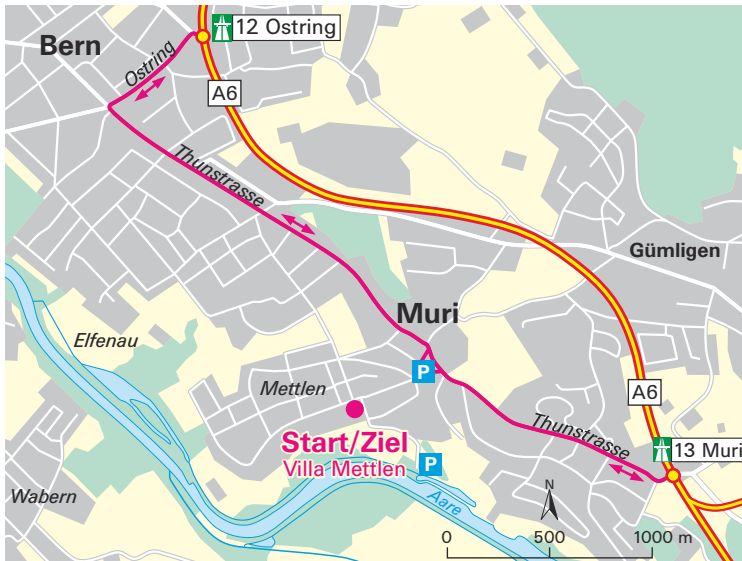 12 Ostring
Bern
Ostring
A6
Thunstrasse
Gümligen
Muri
Elfenau
P
Mettlen
A6
Start/Ziel
Villa Mettlen
Thunstrasse
13 Muri
P
Wabern
Aare
N
0 500 1000 m